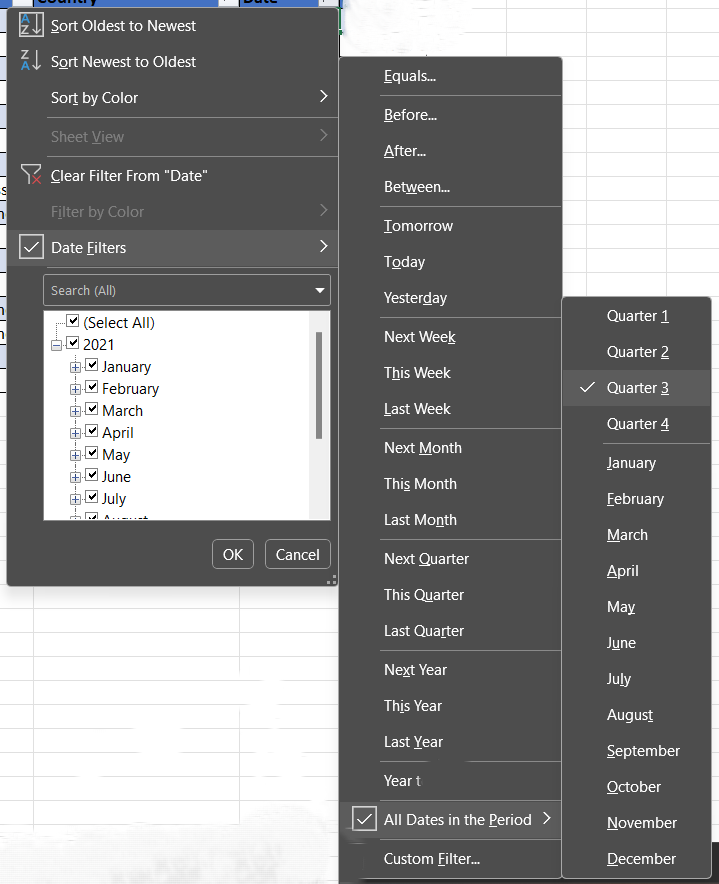 Country
Date
Sort Oldest to Newest
Sort Newest to Oldest
Sort by Color
Sheet View
Clear Filter From "Date"
Filter by Color
Date Filters
Search (All)
(Select All)
2021
January
February
March
April
May
June
July
August
OK
Cancel
Equals...
Before...
After...
Between...
Tomorrow
Today
Yesterday
Next Week
This Week
Last Week
Next Month
This Month
Last Month
Next Quarter
This Quarter
Last Quarter
Next Year
This Year
Last Year
Year t
All Dates in the Period
Custom Filter...
Quarter 1
Quarter 2
Quarter 3
Quarter 4
January
February
March
April
May
June
July
August
September
October
November
December